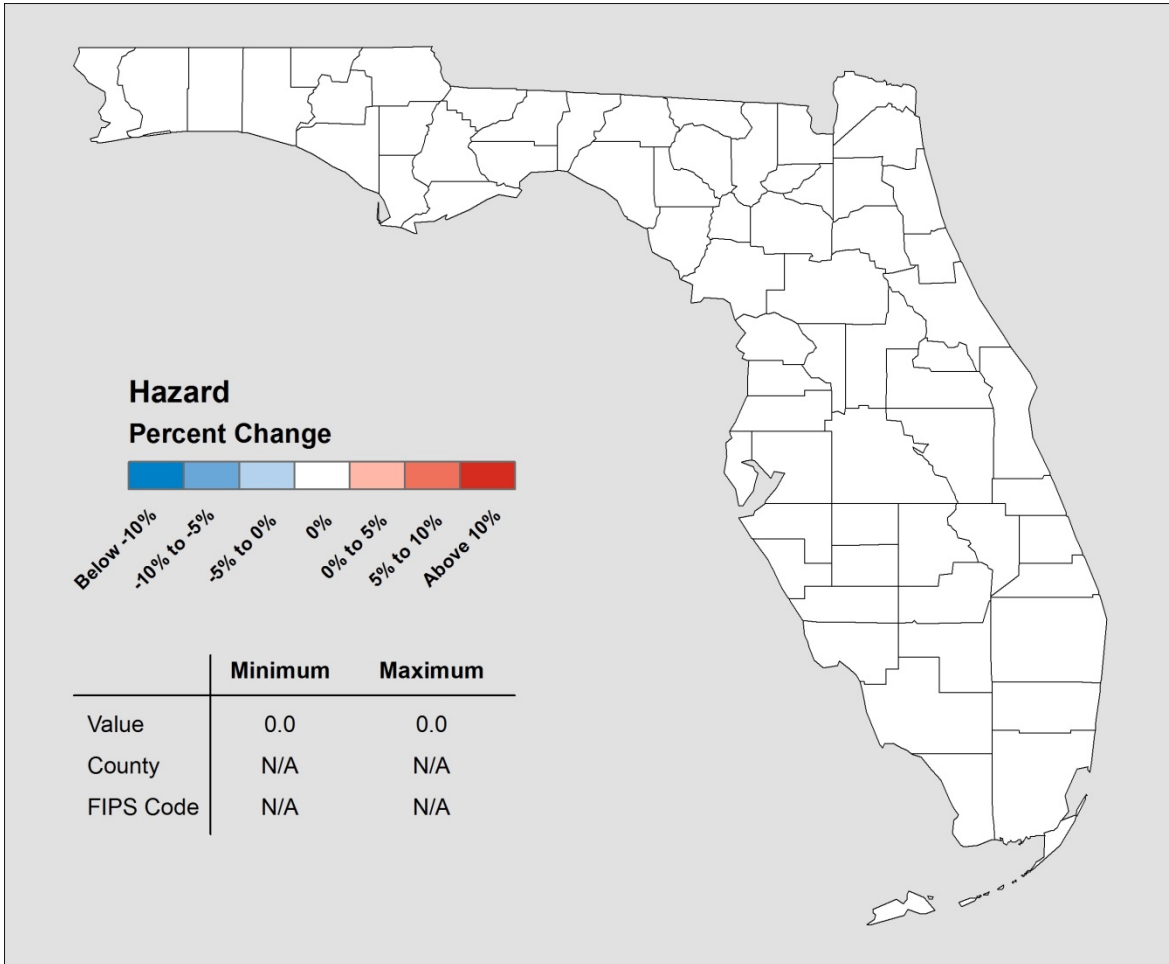 Hazard
Percent Change
Below -10%
-10% to -5%
-5% to 0%
0%
0% to 5%
5% to 10%
Above 10%
Minimum Maximum
Value 0.0 0.0
County N/A N/A
FIPS Code N/A N/A